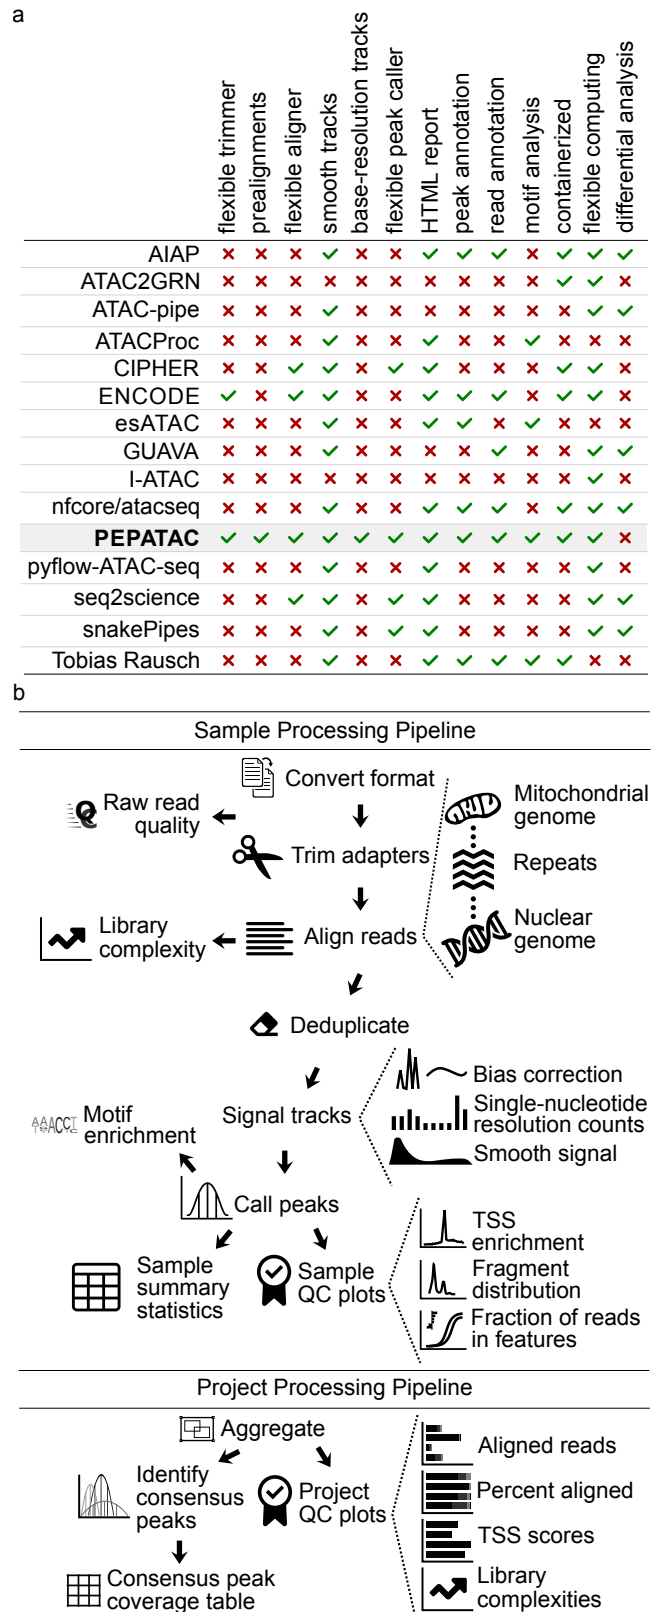 a
flexible trimmer
prealignments
flexible aligner
smooth tracks
base-resolution tracks
flexible peak caller
HTML report
peak annotation
read annotation
motif analysis
containerized
flexible computing
differential analysis
AIAP
ATAC2GRN
ATAC-pipe
ATACProc
CIPHER
ENCODE
esATAC
GUAVA
I-ATAC
nfcore/atacseq
PEPATAC
pyflow-ATAC-seq
seq2science
snakePipes
Tobias Rausch
b
Sample Processing Pipeline
Convert format
Raw read
quality
Trim adapters
Mitochondrial
genome
Repeats
Nuclear
genome
Library
complexity
Align reads
Deduplicate
Signal tracks
Bias correction
Single-nucleotide
resolution counts
Smooth signal
Motif
enrichment
Call peaks
Sample
summary
statistics
Sample
QC plots
TSS
enrichment
Fragment
distribution
Fraction of reads
in features
Project Processing Pipeline
Aggregate
Identify
consensus
peaks
Project
QC plots
Aligned reads
Percent aligned
TSS scores
Library
complexities
Consensus peak
coverage table